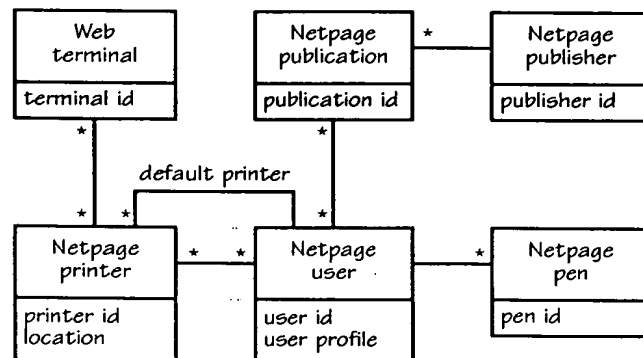 Web
terminal
terminal id
Netpage
publication
publication id
*
Netpage
publisher
publisher id
*
*
default printer
*
*
*
Netpage
printer
printer id
location
*
*
Netpage
user
user id
user profile
*
Netpage
pen
pen id